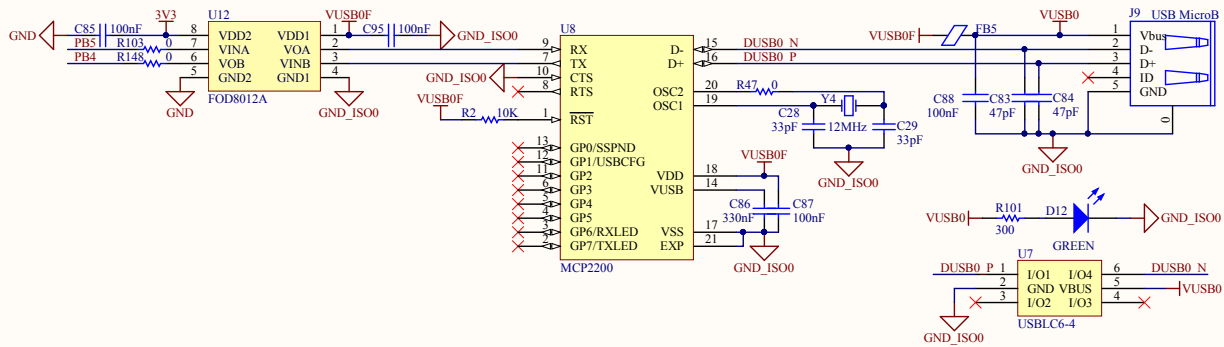 U12
C85 100nF 3V3
GND
8 VDD2 VDD1 1
7 VINA VOA 2
6 VOB VINB 3
5 GND2 GND1 4
FOD8012A
PB5 R103 0
PB4 R148 0
GND
VUSB0F
C95 100nF
GND_ISO0
GND_ISO0
GND_ISO0
VUSB0F
R2 10K
U8
9 RX D- 15
7 TX D+ 16
10 CTS
8 RTS OSC2 20
OSC1 19
1 RST
13 GP0/SSPND
12 GP1/USBCFG
11 GP2 VDD 18
6 GP3 VUSB 14
5 GP4
4 GP5
3 GP6/RXLED VSS 17
2 GP7/TXLED EXP 21
MCP2200
DUSB0_N
DUSB0_P
R47 0
Y4
12MHz
C28
33pF
C29
33pF
GND_ISO0
VUSB0F
C86
330nF
C87
100nF
GND_ISO0
VUSB0F
FB5
VUSB0
J9 USB MicroB
1 Vbus
2 D-
3 D+
4 ID
5 GND
0
C88
100nF
C83
47pF
C84
47pF
GND_ISO0
VUSB0
R101
300
D12
GREEN
GND_ISO0
U7
DUSB0_P 1 I/O1 I/O4 6 DUSB0_N
2 GND VBUS 5 VUSB0
3 I/O2 I/O3 4
USBLC6-4
GND_ISO0